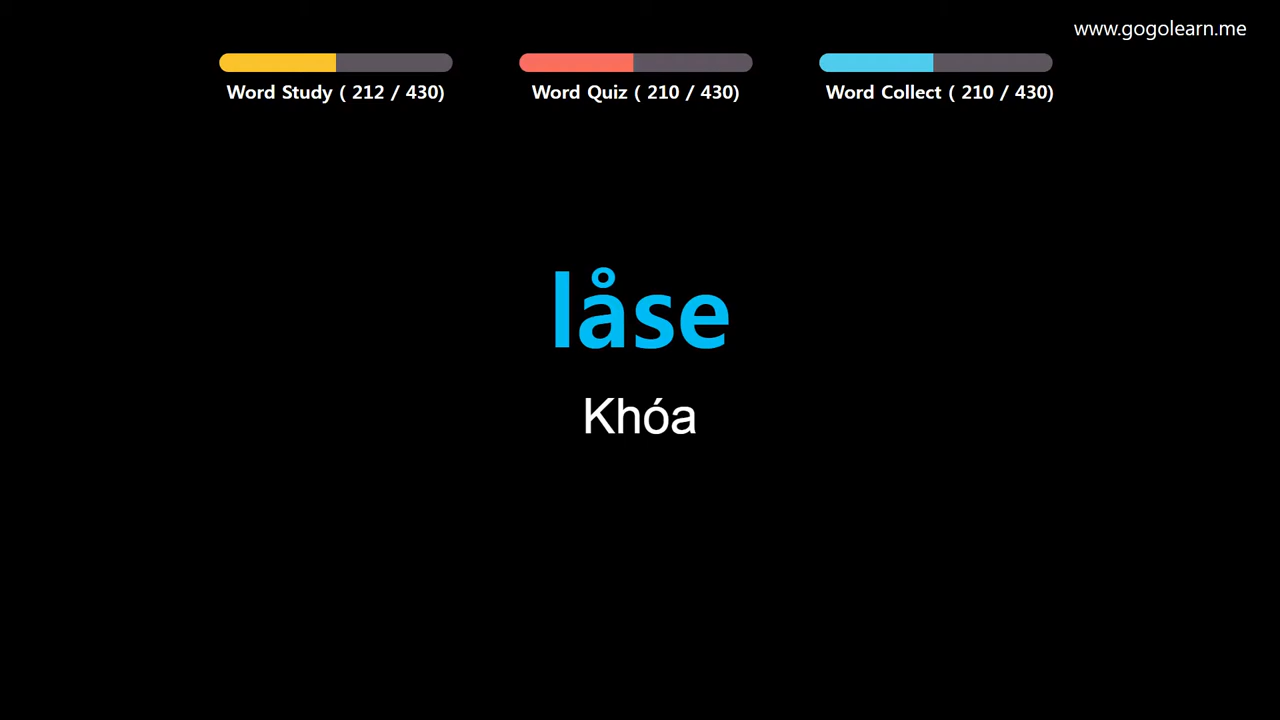 www.gogolearn.me
Word Study ( 212 / 430)
Word Quiz ( 210 / 430)
Word Collect ( 210 / 430)
låse
Khóa